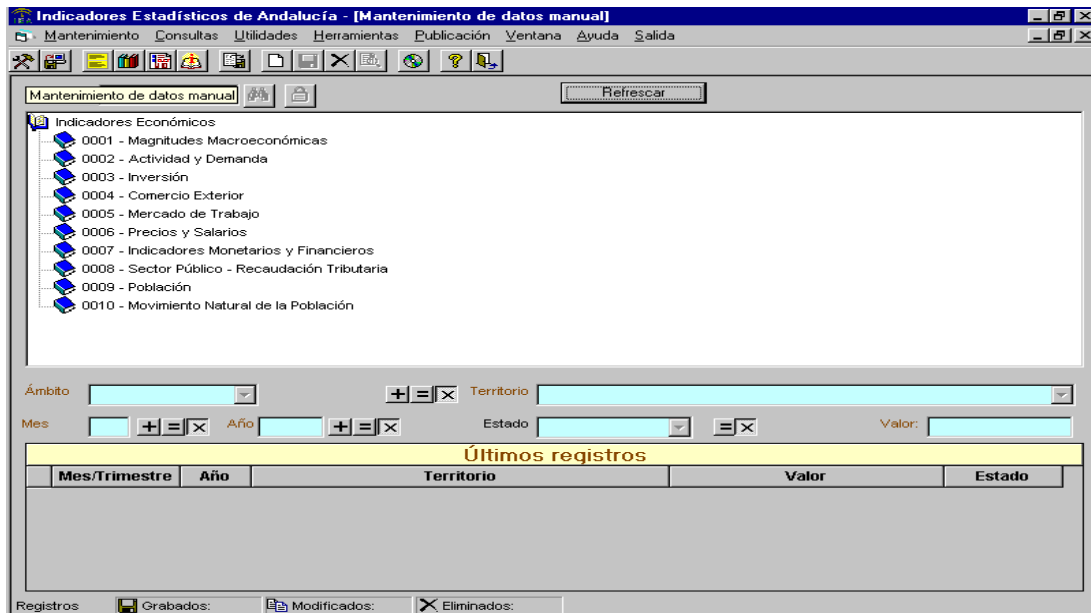 Indicadores Estadísticos de Andalucía - [Mantenimiento de datos manual]
Mantenimiento Consultas Utilidades Herramientas Publicación Ventana Ayuda Salida
Mantenimiento de datos manual Refrescar
Indicadores Económicos
0001 - Magnitudes Macroeconómicas
0002 - Actividad y Demanda
0003 - Inversión
0004 - Comercio Exterior
0005 - Mercado de Trabajo
0006 - Precios y Salarios
0007 - Indicadores Monetarios y Financieros
0008 - Sector Público - Recaudación Tributaria
0009 - Población
0010 - Movimiento Natural de la Población
Ámbito + = × Territorio
Mes + = × Año + = × Estado = × Valor:
Últimos registros
Mes/Trimestre Año Territorio Valor Estado
Registros Grabados: Modificados: Eliminados: